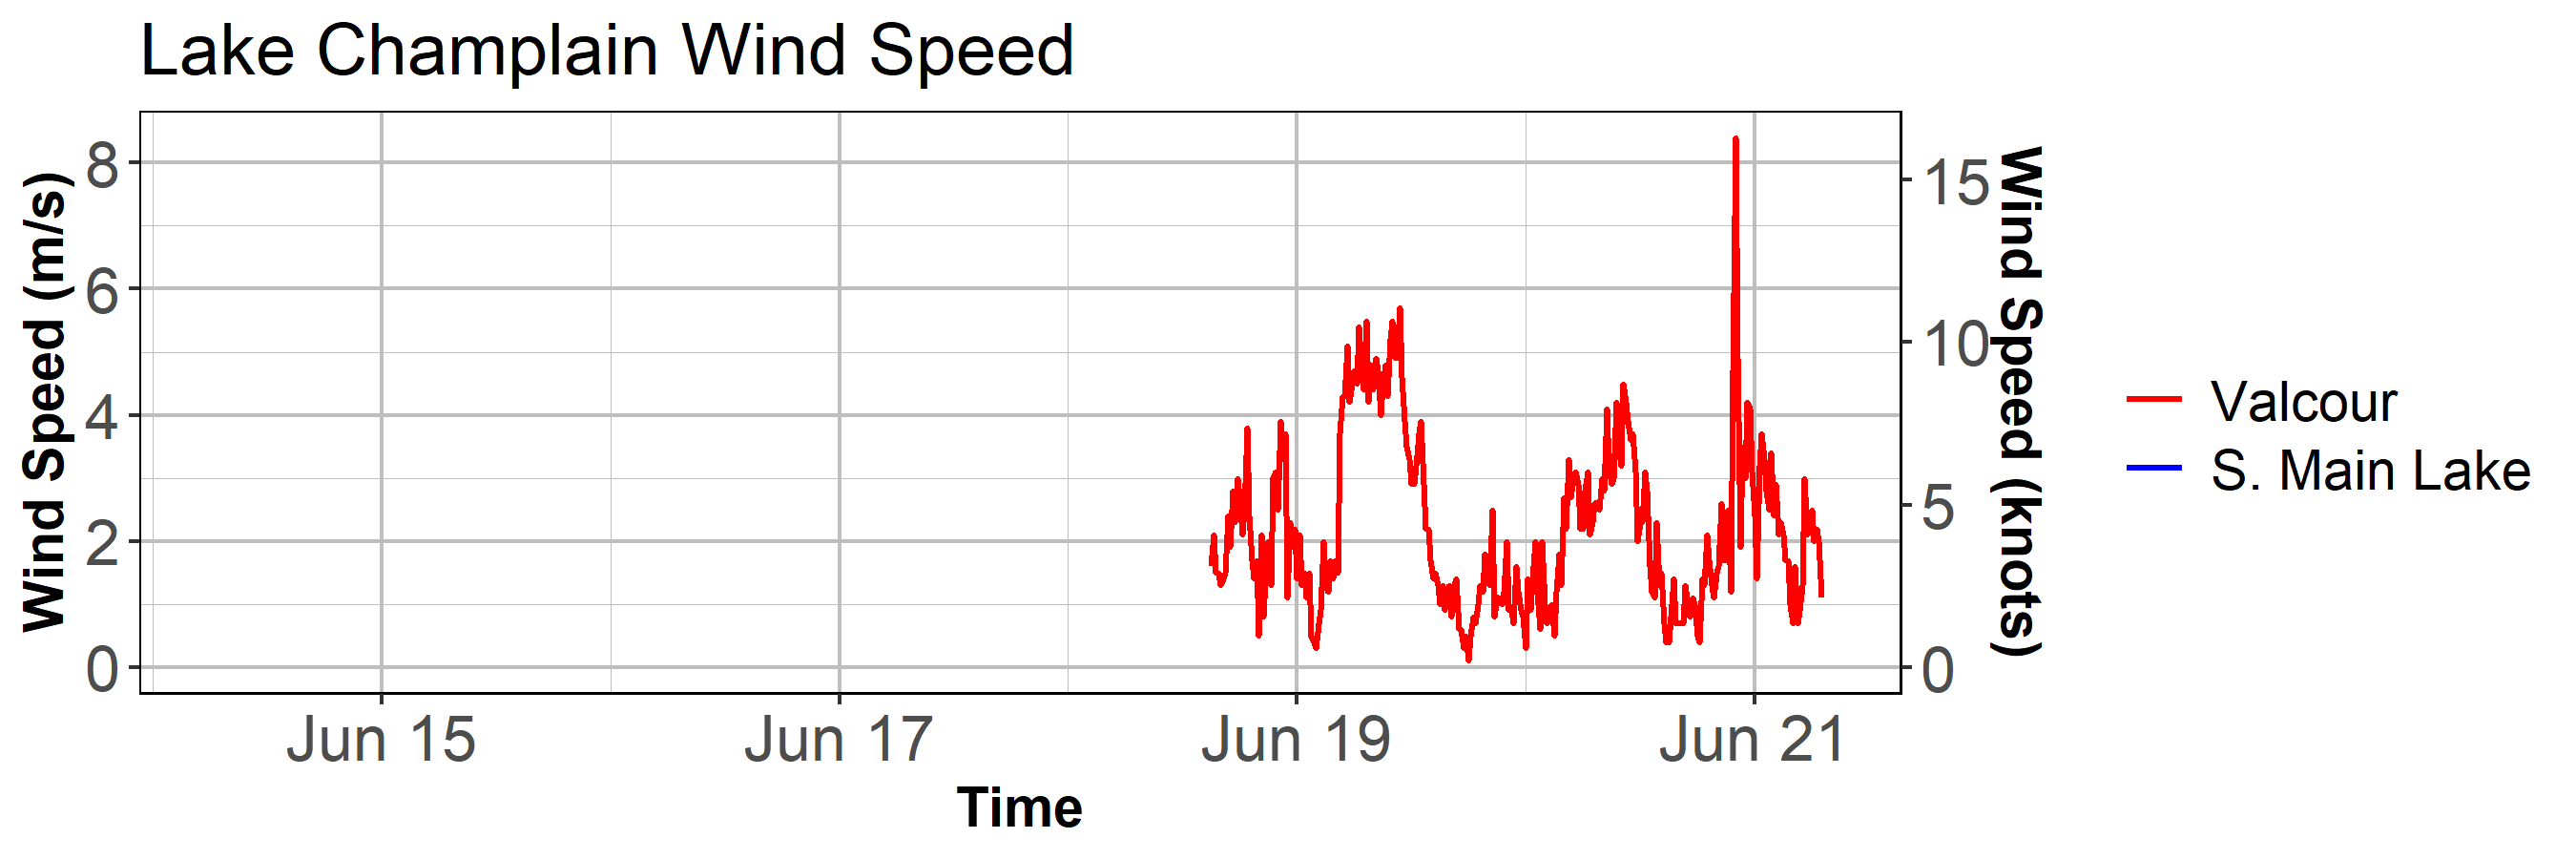 Lake Champlain Wind Speed
Wind Speed (m/s)
8
6
4
2
0
15
10
5
0
Wind Speed (knots)
Jun 15
Jun 17
Jun 19
Jun 21
Time
Valcour
S. Main Lake